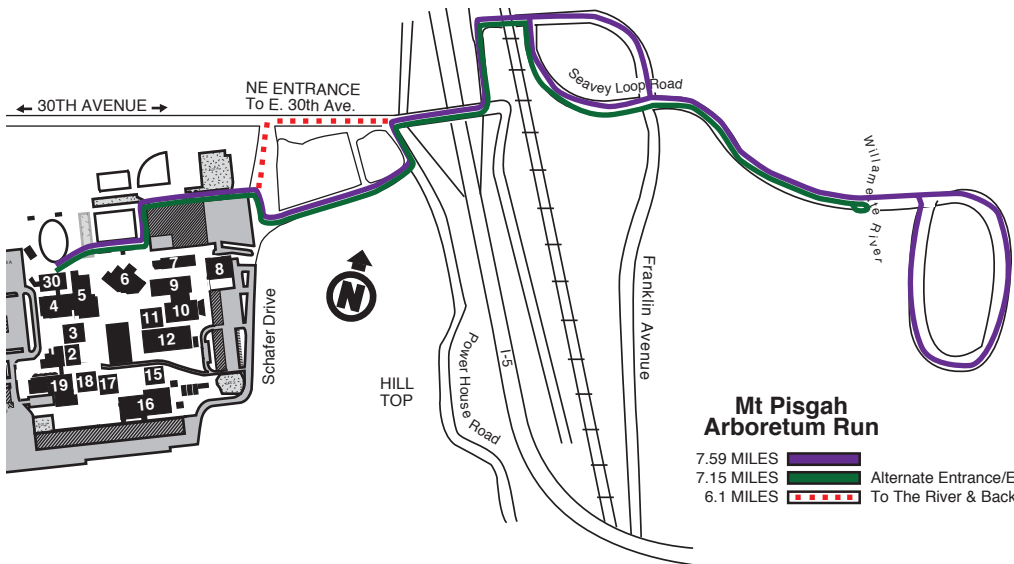 NE ENTRANCE
To E. 30th Ave.
← 30TH AVENUE →
Seavey Loop Road
Willamette River
Franklin Avenue
Schafer Drive
N
HILL
TOP
Power House Road
I-5
30
4
5
6
7
8
9
10
11
12
3
2
19
18
17
15
16
Mt Pisgah
Arboretum Run
7.59 MILES
7.15 MILES Alternate Entrance/E
6.1 MILES To The River & Back